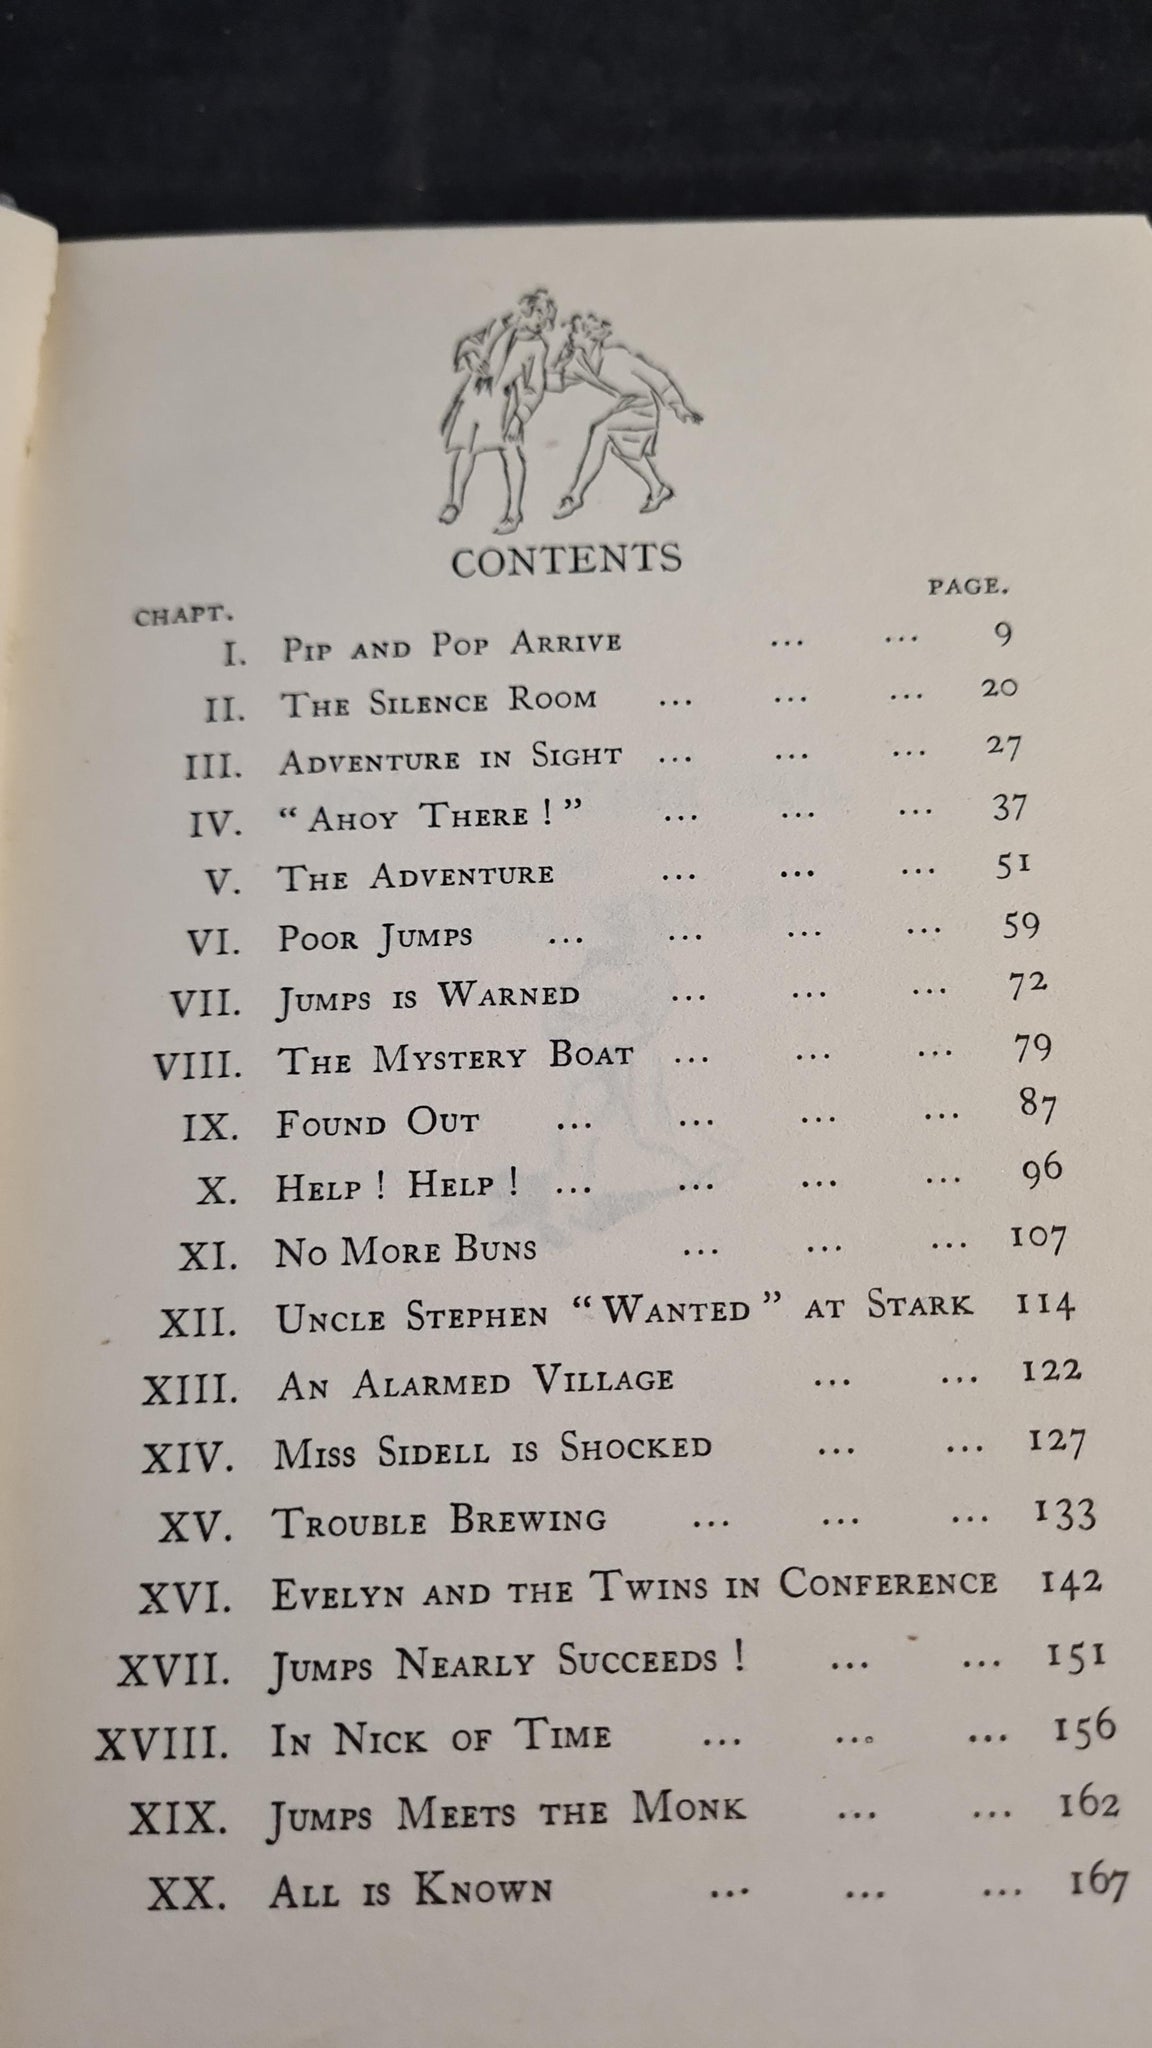 CONTENTS
CHAPT. PAGE.
I. PIP AND POP ARRIVE ... ... 9
II. THE SILENCE ROOM ... ... ... 20
III. ADVENTURE IN SIGHT ... ... ... 27
IV. “AHOY THERE !” ... ... ... 37
V. THE ADVENTURE ... ... ... 51
VI. POOR JUMPS ... ... ... ... 59
VII. JUMPS IS WARNED ... ... ... 72
VIII. THE MYSTERY BOAT ... ... ... 79
IX. FOUND OUT ... ... ... ... 87
X. HELP ! HELP ! ... ... ... ... 96
XI. NO MORE BUNS ... ... ... 107
XII. UNCLE STEPHEN “WANTED” AT STARK 114
XIII. AN ALARMED VILLAGE ... ... 122
XIV. MISS SIDELL IS SHOCKED ... ... 127
XV. TROUBLE BREWING ... ... ... 133
XVI. EVELYN AND THE TWINS IN CONFERENCE 142
XVII. JUMPS NEARLY SUCCEEDS ! ... ... 151
XVIII. IN NICK OF TIME ... ... ... 156
XIX. JUMPS MEETS THE MONK ... ... 162
XX. ALL IS KNOWN ... ... ... 167